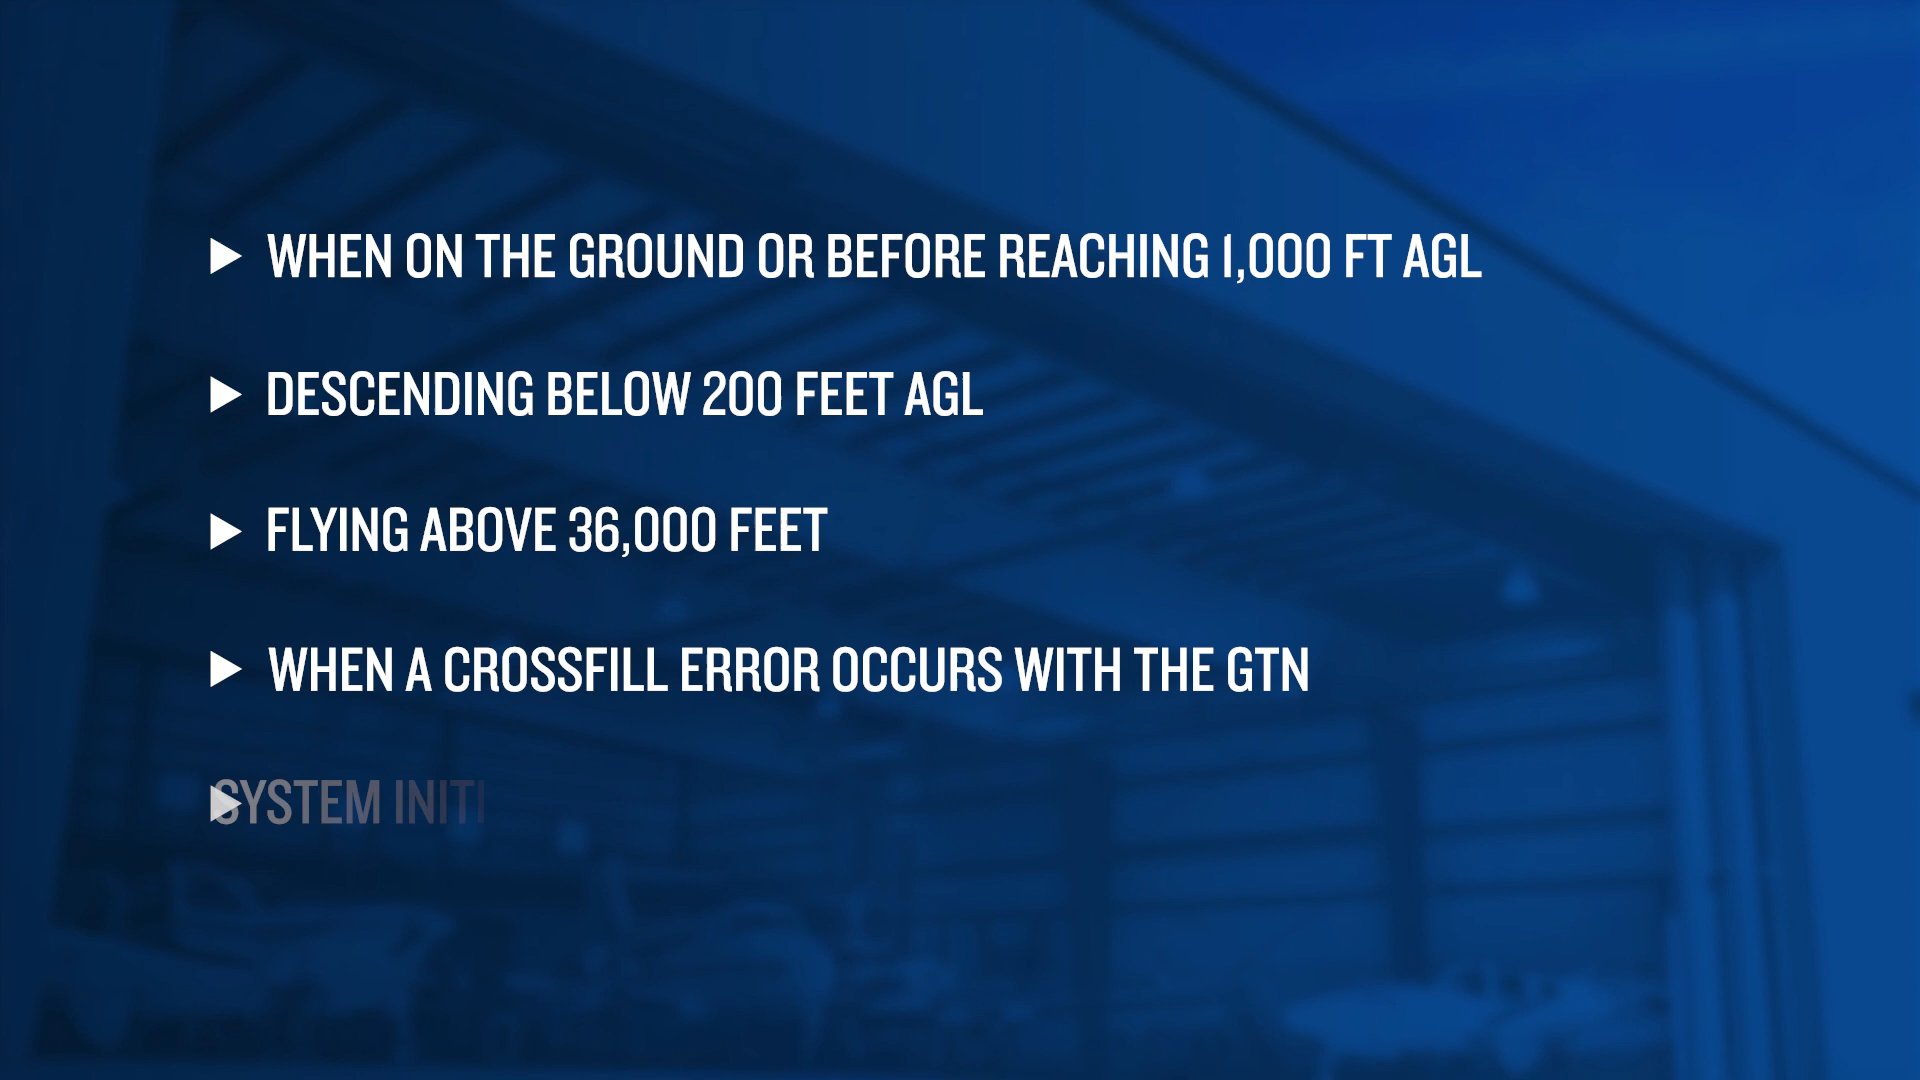 WHEN ON THE GROUND OR BEFORE REACHING 1,000 FT AGL
DESCENDING BELOW 200 FEET AGL
FLYING ABOVE 36,000 FEET
WHEN A CROSSFILL ERROR OCCURS WITH THE GTN
SYSTEM INITI